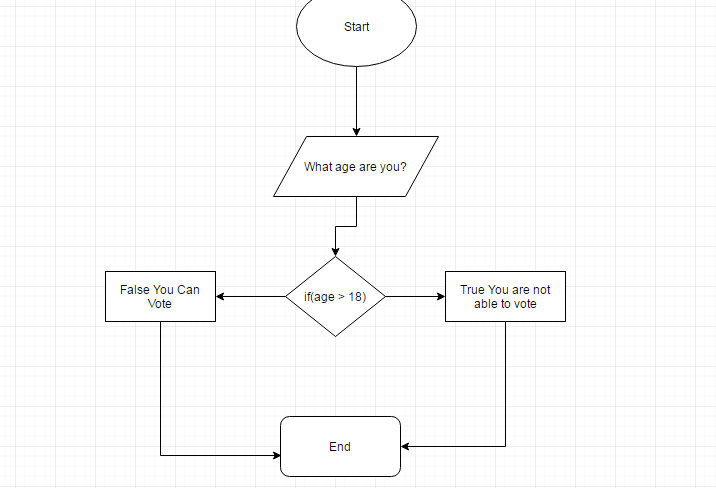 Start
What age are you?
False You Can
Vote
if(age > 18)
True You are not
able to vote
End